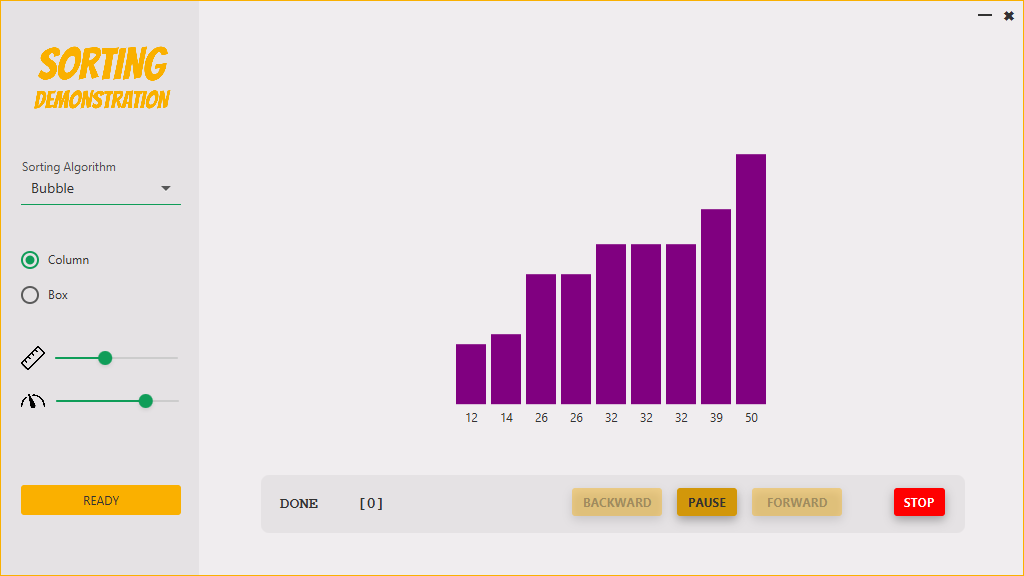 SORTING
DEMONSTRATION
Sorting Algorithm
Bubble
Column
Box
READY
12 14 26 26 32 32 32 39 50
DONE [0] BACKWARD PAUSE FORWARD STOP